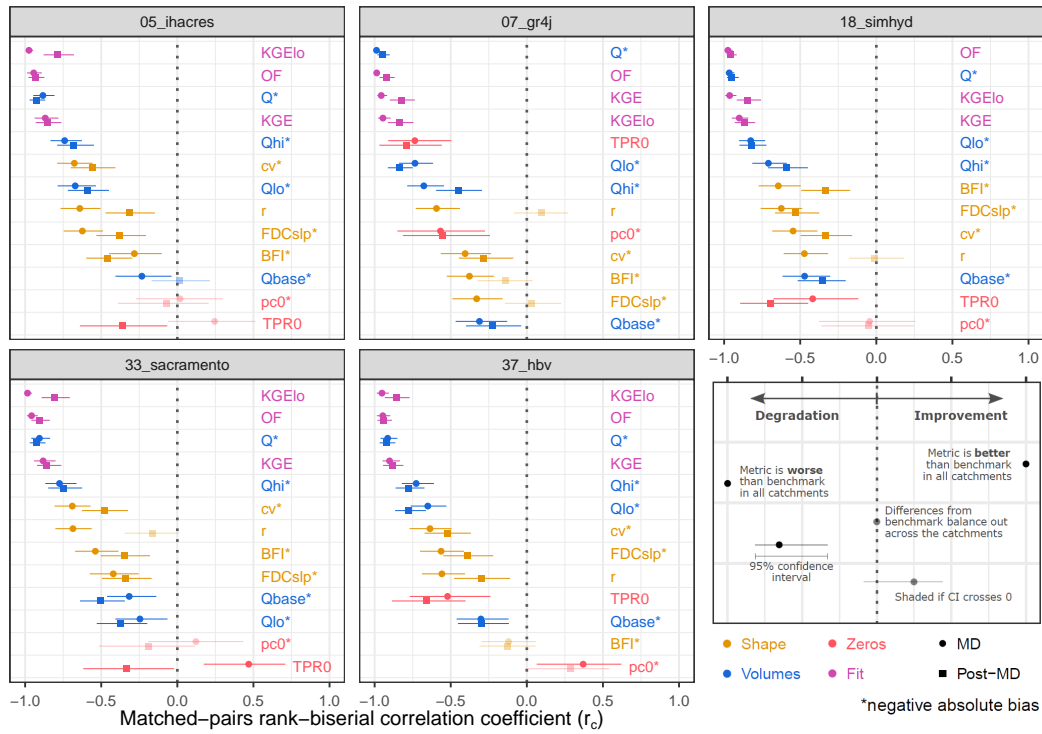 05_ihacres
KGElo
OF
Q*
KGE
Qhi*
cv*
Qlo*
r
FDCslp*
BFI*
Qbase*
pc0*
TPR0
07_gr4j
Q*
OF
KGE
KGElo
TPR0
Qlo*
Qhi*
r
pc0*
cv*
BFI*
FDCslp*
Qbase*
18_simhyd
OF
Q*
KGElo
KGE
Qlo*
Qhi*
BFI*
FDCslp*
cv*
r
Qbase*
TPR0
pc0*
−1.0 −0.5 0.0 0.5 1.0
33_sacramento
KGElo
OF
Q*
KGE
Qhi*
cv*
r
BFI*
FDCslp*
Qbase*
Qlo*
pc0*
TPR0
−1.0 −0.5 0.0 0.5 1.0
37_hbv
KGElo
OF
Q*
KGE
Qhi*
Qlo*
cv*
FDCslp*
r
TPR0
Qbase*
BFI*
pc0*
−1.0 −0.5 0.0 0.5 1.0
Matched−pairs rank−biserial correlation coefficient (rc)
Degradation Improvement
Metric is worse
than benchmark
in all catchments
Metric is better
than benchmark
in all catchments
Differences from
benchmark balance out
across the catchments
95% confidence
interval
Shaded if CI crosses 0
Shape Zeros MD
Volumes Fit Post−MD
*negative absolute bias